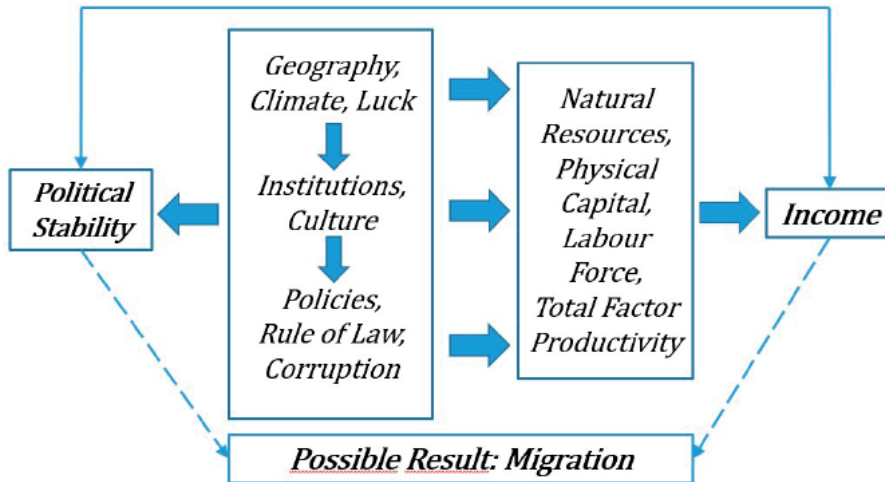 Political
Stability
Geography,
Climate, Luck
Institutions,
Culture
Policies,
Rule of Law,
Corruption
Natural
Resources,
Physical
Capital,
Labour
Force,
Total Factor
Productivity
Income
Possible Result: Migration